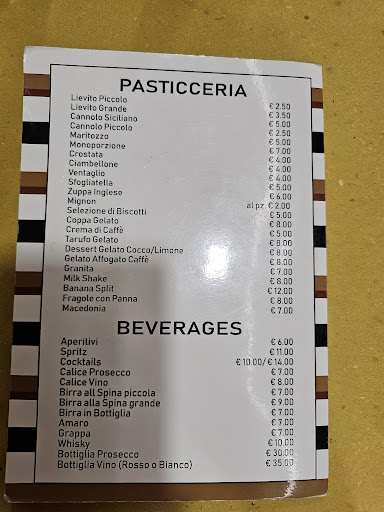 PASTICCERIA
Lievito Piccolo € 2.50
Lievito Grande € 3.50
Cannolo Siciliano € 5.00
Cannolo Piccolo € 2.50
Maritozzo € 5.00
Monoporzione € 7.00
Crostata € 4.00
Ciambellone € 4.00
Ventaglio € 4.00
Sfogliatella € 5.00
Zuppa Inglese € 6.00
Mignon al pz. € 2.00
Selezione di Biscotti € 5.00
Coppa Gelato € 8.00
Crema di Caffè € 5.00
Tarufo Gelato € 8.00
Dessert Gelato Cocco/Limone € 8.00
Gelato Affogato Caffè € 8.00
Granita € 7.00
Milk Shake € 8.00
Banana Split € 12.00
Fragole con Panna € 8.00
Macedonia € 7.00
BEVERAGES
Aperitivi € 6.00
Spritz € 11.00
Cocktails € 10.00/ € 14.00
Calice Prosecco € 7.00
Calice Vino € 8.00
Birra all Spina piccola € 7.00
Birra alla Spina grande € 9.00
Birra in Bottiglia € 7.00
Amaro € 7.00
Grappa € 7.00
Whisky € 10.00
Bottiglia Prosecco € 30.00
Bottiglia Vino (Rosso o Bianco) € 35.00